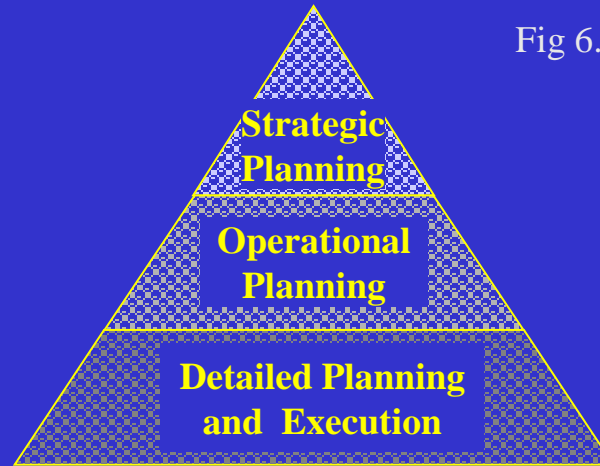 Fig 6.
Strategic
Planning
Operational
Planning
Detailed Planning
and Execution